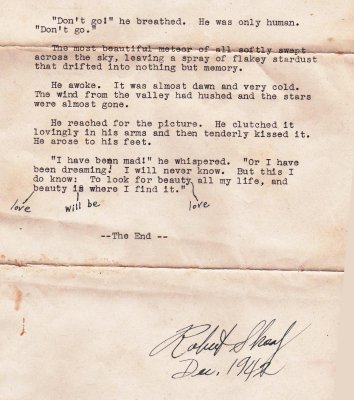 "Don't go!" he breathed.  He was only human.
"Don't go."
The most beautiful meteor of all softly swept
across the sky, leaving a spray of flakey stardust
that drifted into nothing but memory.
He awoke.  It was almost dawn and very cold.
The wind from the valley had hushed and the stars
were almost gone.
He reached for the picture.  He clutched it
lovingly in his arms and then tenderly kissed it.
He arose to his feet.
"I have been mad!" he whispered.  "Or I have
been dreaming!  I will never know.  But this I
do know:  To look for beauty all my life, and
beauty is where I find it."
love will be love
--The End --
Robert
Dec. 1942